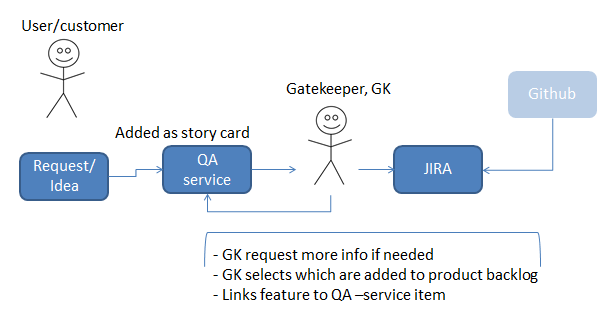 User/customer
Gatekeeper, GK
Github
Added as story card
Request/
Idea
QA
service
JIRA
- GK request more info if needed
- GK selects which are added to product backlog
- Links feature to QA –service item